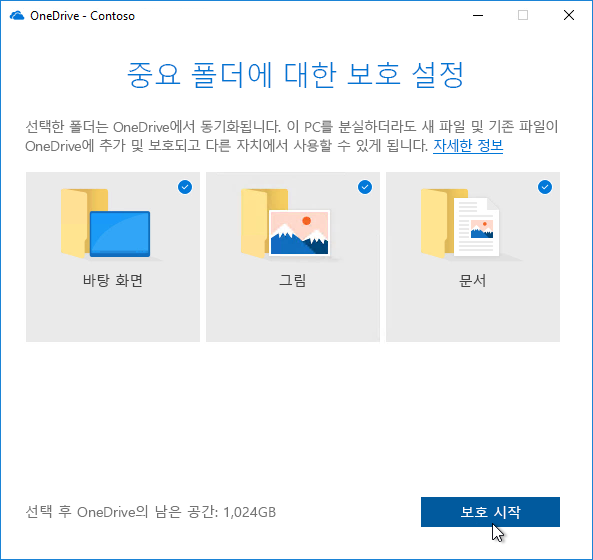 OneDrive - Contoso
중요 폴더에 대한 보호 설정
선택한 폴더는 OneDrive에서 동기화됩니다. 이 PC를 분실하더라도 새 파일 및 기존 파일이
OneDrive에 추가 및 보호되고 다른 자치에서 사용할 수 있게 됩니다. 자세한 정보
바탕 화면
그림
문서
선택 후 OneDrive의 남은 공간: 1,024GB
보호 시작